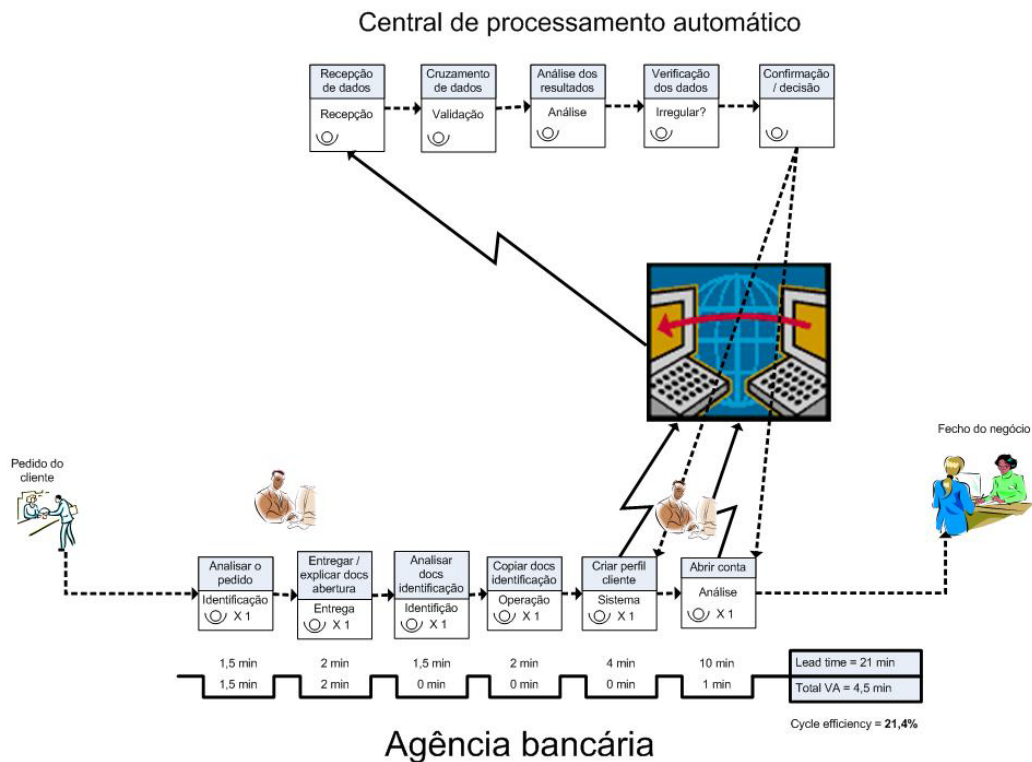 Central de processamento automático
Recepção
de dados
Recepção
Cruzamento
de dados
Validação
Análise dos
resultados
Análise
Verificação
dos dados
Irregular?
Confirmação
/ decisão
Pedido do
cliente
Fecho do negócio
Analisar o
pedido
Identificação
X 1
Entregar /
explicar docs
abertura
Entrega
X 1
Analisar
docs
identificação
Identifição
X 1
Copiar docs
identificação
Operação
X 1
Criar perfil
cliente
Sistema
X 1
Abrir conta
Análise
X 1
1,5 min
2 min
1,5 min
2 min
4 min
10 min
1,5 min
2 min
0 min
0 min
0 min
1 min
Lead time = 21 min
Total VA = 4,5 min
Cycle efficiency = 21,4%
Agência bancária